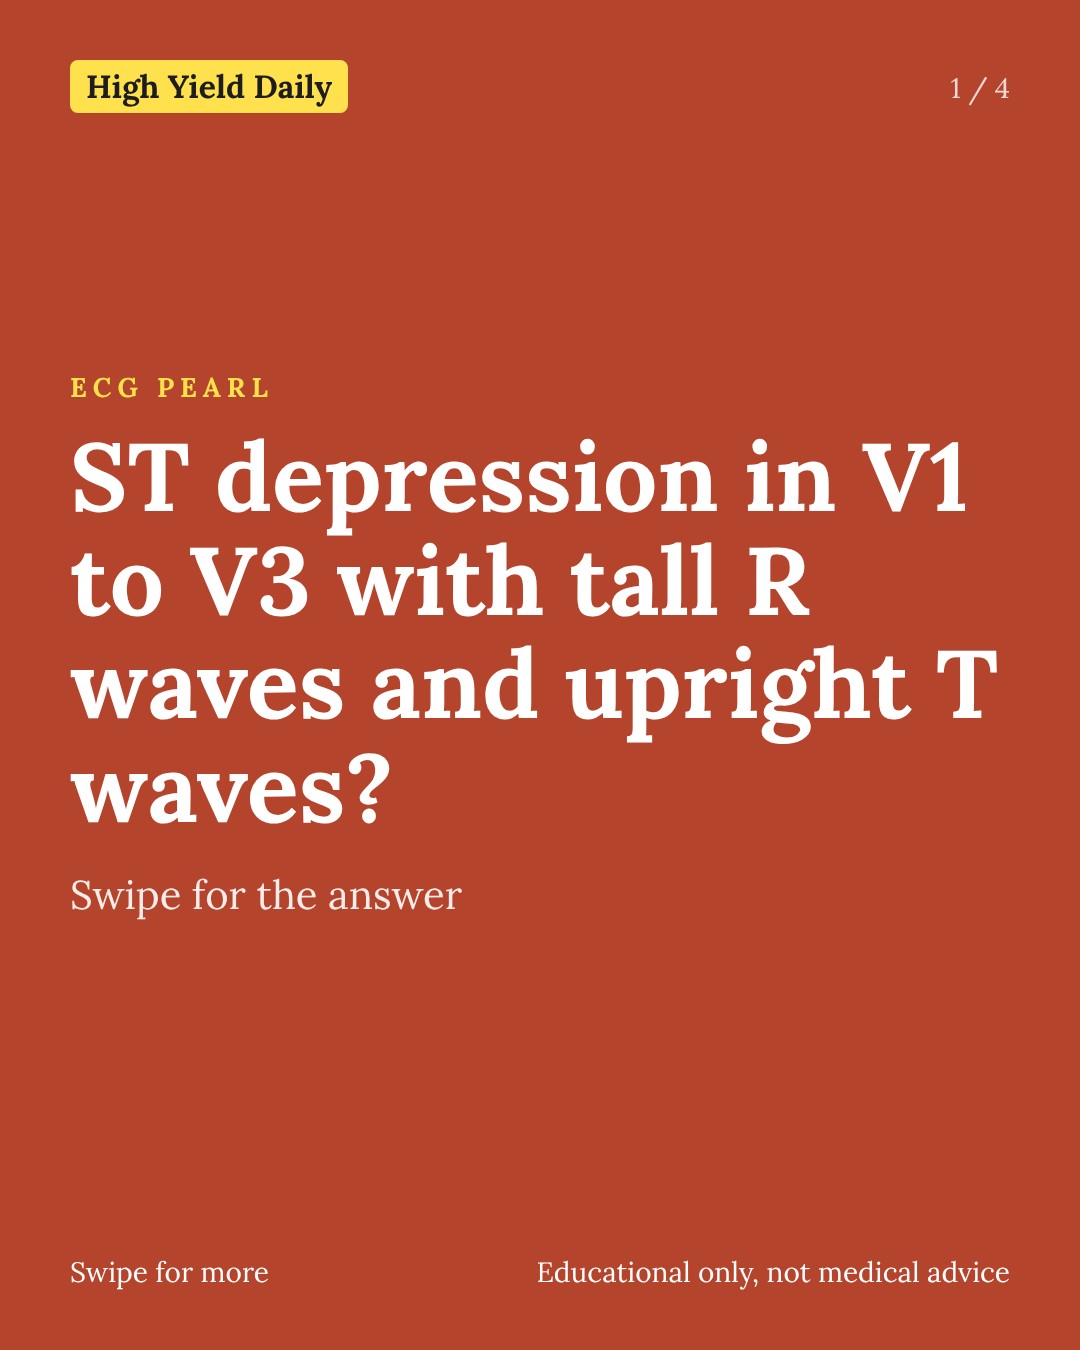 High Yield Daily
1 / 4
ECG PEARL
ST depression in V1
to V3 with tall R
waves and upright T
waves?
Swipe for the answer
Swipe for more
Educational only, not medical advice